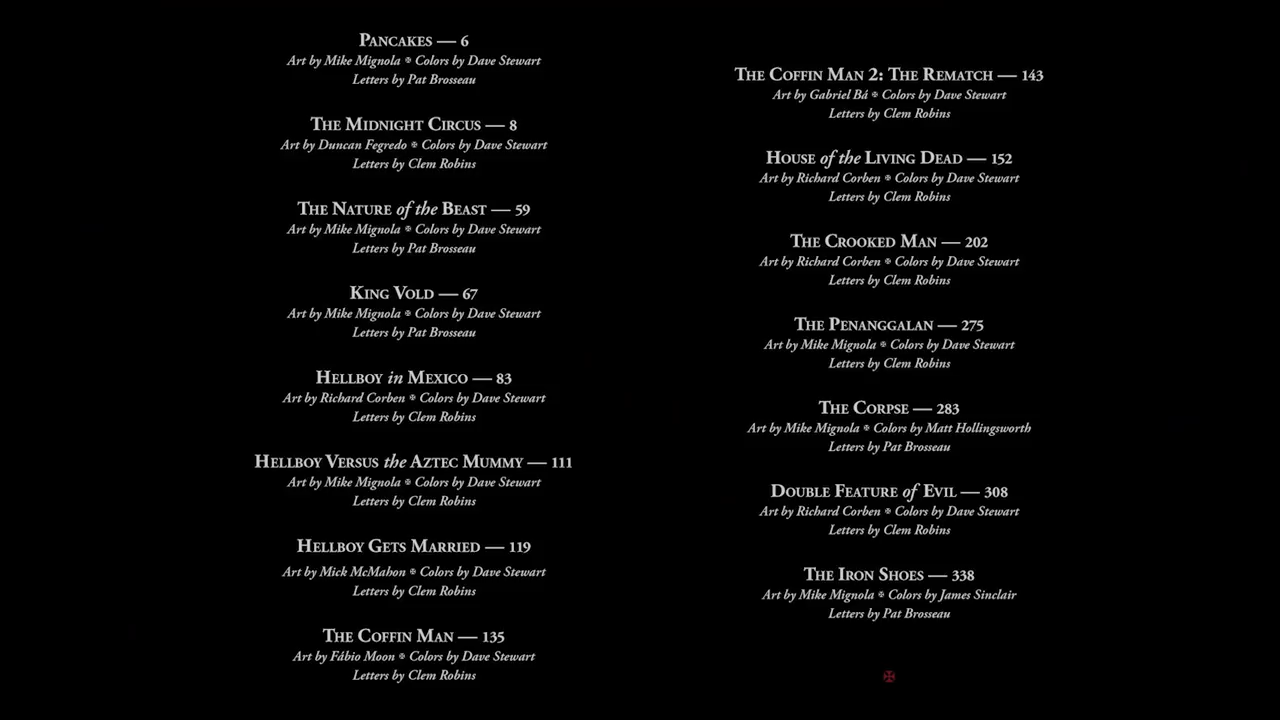 Pancakes — 6
Art by Mike Mignola ✠ Colors by Dave Stewart
Letters by Pat Brosseau
The Midnight Circus — 8
Art by Duncan Fegredo ✠ Colors by Dave Stewart
Letters by Clem Robins
The Nature of the Beast — 59
Art by Mike Mignola ✠ Colors by Dave Stewart
Letters by Pat Brosseau
King Vold — 67
Art by Mike Mignola ✠ Colors by Dave Stewart
Letters by Pat Brosseau
Hellboy in Mexico — 83
Art by Richard Corben ✠ Colors by Dave Stewart
Letters by Clem Robins
Hellboy Versus the Aztec Mummy — 111
Art by Mike Mignola ✠ Colors by Dave Stewart
Letters by Clem Robins
Hellboy Gets Married — 119
Art by Mick McMahon ✠ Colors by Dave Stewart
Letters by Clem Robins
The Coffin Man — 135
Art by Fábio Moon ✠ Colors by Dave Stewart
Letters by Clem Robins
The Coffin Man 2: The Rematch — 143
Art by Gabriel Bá ✠ Colors by Dave Stewart
Letters by Clem Robins
House of the Living Dead — 152
Art by Richard Corben ✠ Colors by Dave Stewart
Letters by Clem Robins
The Crooked Man — 202
Art by Richard Corben ✠ Colors by Dave Stewart
Letters by Clem Robins
The Penanggalan — 275
Art by Mike Mignola ✠ Colors by Dave Stewart
Letters by Clem Robins
The Corpse — 283
Art by Mike Mignola ✠ Colors by Matt Hollingsworth
Letters by Pat Brosseau
Double Feature of Evil — 308
Art by Richard Corben ✠ Colors by Dave Stewart
Letters by Clem Robins
The Iron Shoes — 338
Art by Mike Mignola ✠ Colors by James Sinclair
Letters by Pat Brosseau